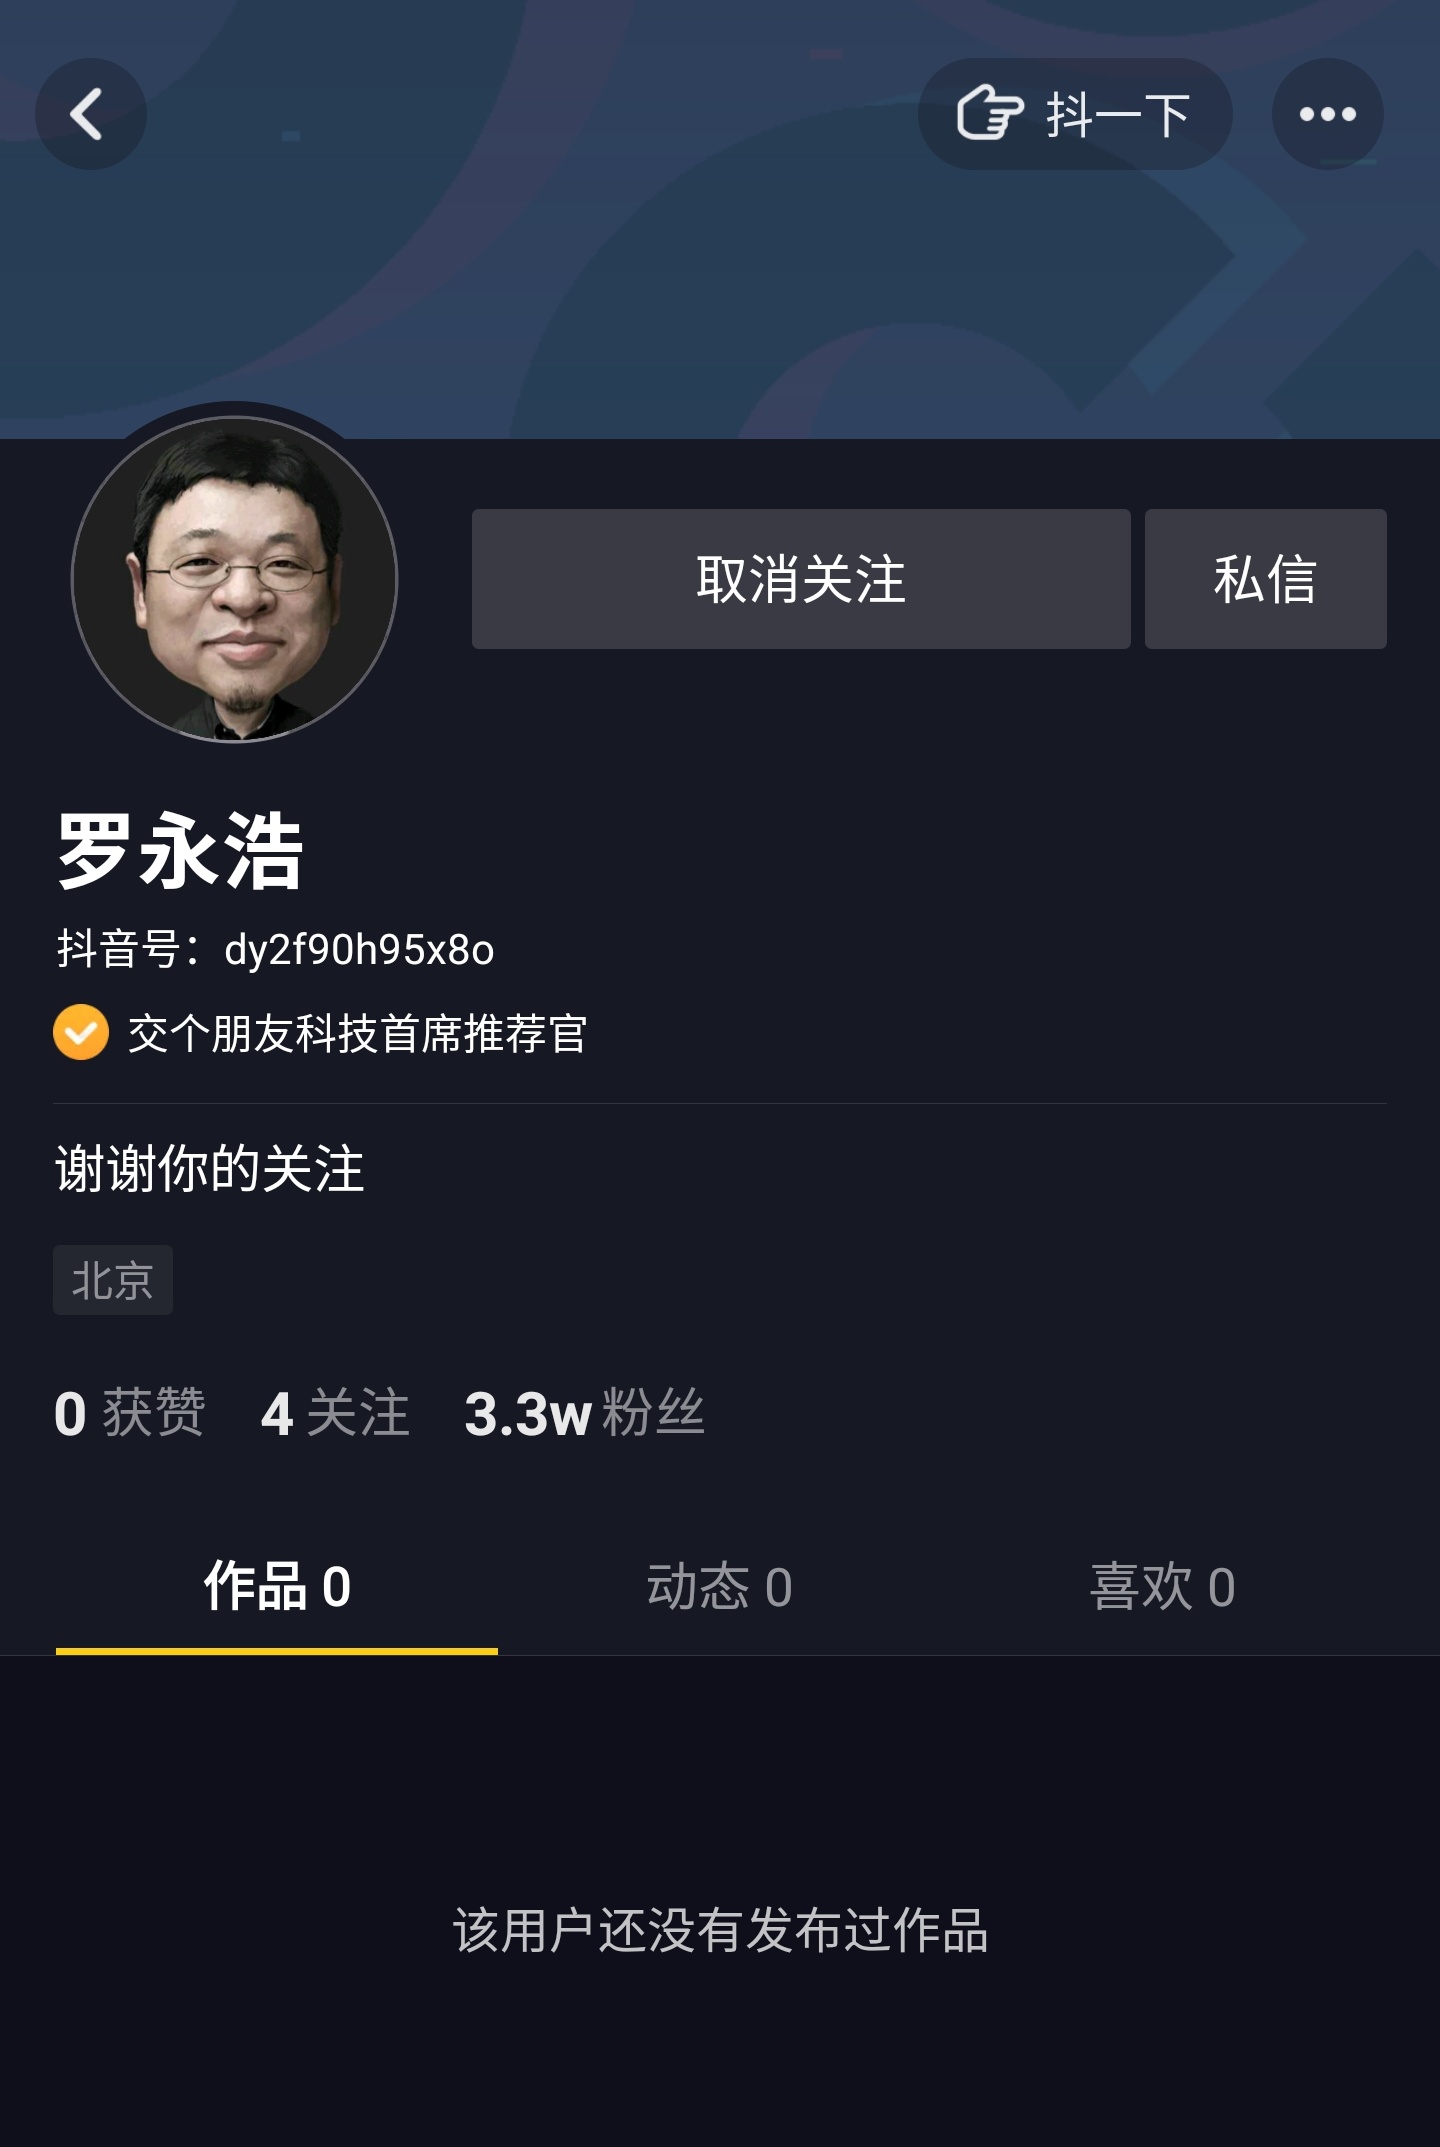 抖一下
取消关注 私信
罗永浩
抖音号：dy2f90h95x8o
交个朋友科技首席推荐官
谢谢你的关注
北京
0 获赞 4 关注 3.3w 粉丝
作品 0 动态 0 喜欢 0
该用户还没有发布过作品